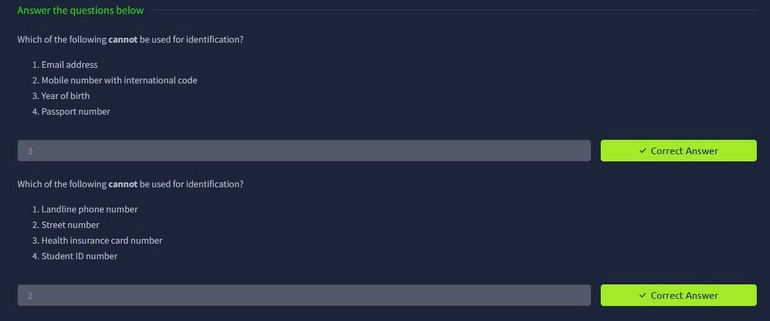 Answer the questions below
Which of the following cannot be used for identification?
1. Email address
2. Mobile number with international code
3. Year of birth
4. Passport number
3
✓ Correct Answer
Which of the following cannot be used for identification?
1. Landline phone number
2. Street number
3. Health insurance card number
4. Student ID number
2
✓ Correct Answer